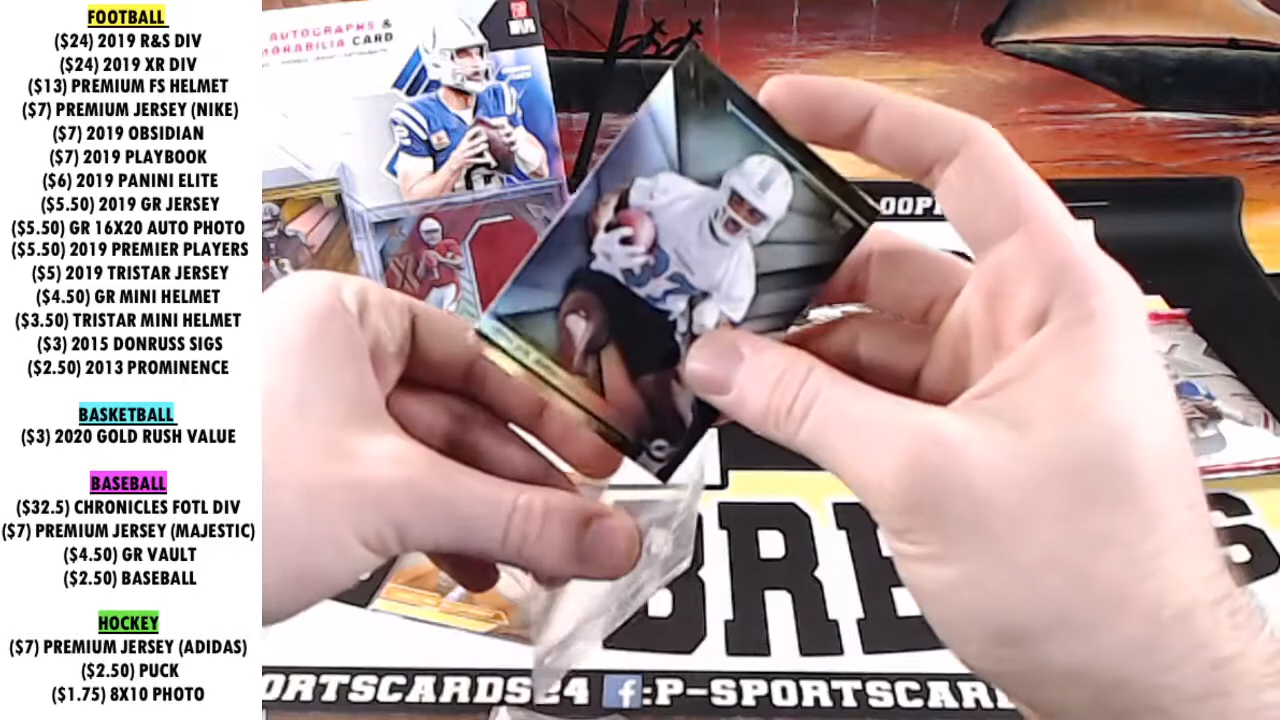 FOOTBALL
($24) 2019 R&S DIV
($24) 2019 XR DIV
($13) PREMIUM FS HELMET
($7) PREMIUM JERSEY (NIKE)
($7) 2019 OBSIDIAN
($7) 2019 PLAYBOOK
($6) 2019 PANINI ELITE
($5.50) 2019 GR JERSEY
($5.50) GR 16X20 AUTO PHOTO
($5.50) 2019 PREMIER PLAYERS
($5) 2019 TRISTAR JERSEY
($4.50) GR MINI HELMET
($3.50) TRISTAR MINI HELMET
($3) 2015 DONRUSS SIGS
($2.50) 2013 PROMINENCE
BASKETBALL
($3) 2020 GOLD RUSH VALUE
BASEBALL
($32.5) CHRONICLES FOTL DIV
($7) PREMIUM JERSEY (MAJESTIC)
($4.50) GR VAULT
($2.50) BASEBALL
HOCKEY
($7) PREMIUM JERSEY (ADIDAS)
($2.50) PUCK
($1.75) 8X10 PHOTO
AUTOGRAPHS &
MORABILIA CARD
OOP
BRE
S
ORTSCARDS24 f:P-SPORTSCAR